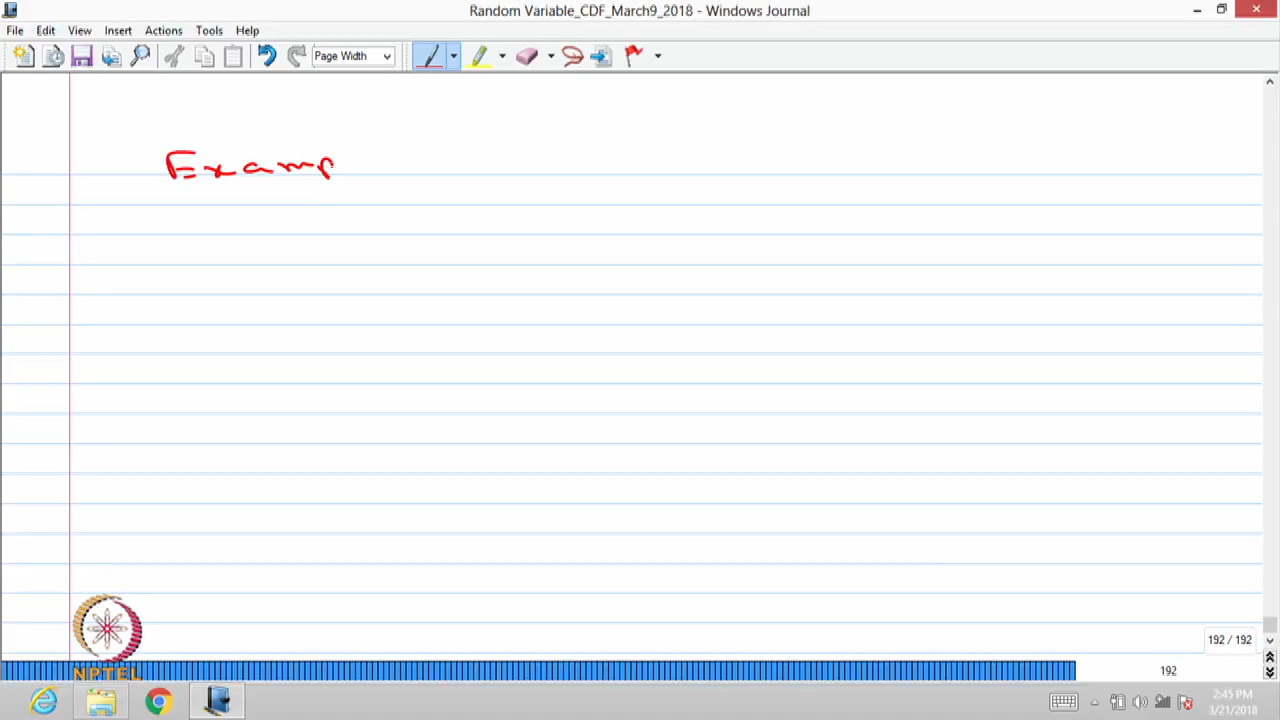 Random Variable_CDF_March9_2018 - Windows Journal
File Edit View Insert Actions Tools Help
Page Width
Examp
192 / 192
192
NPTEL
2:45 PM
3/21/2018